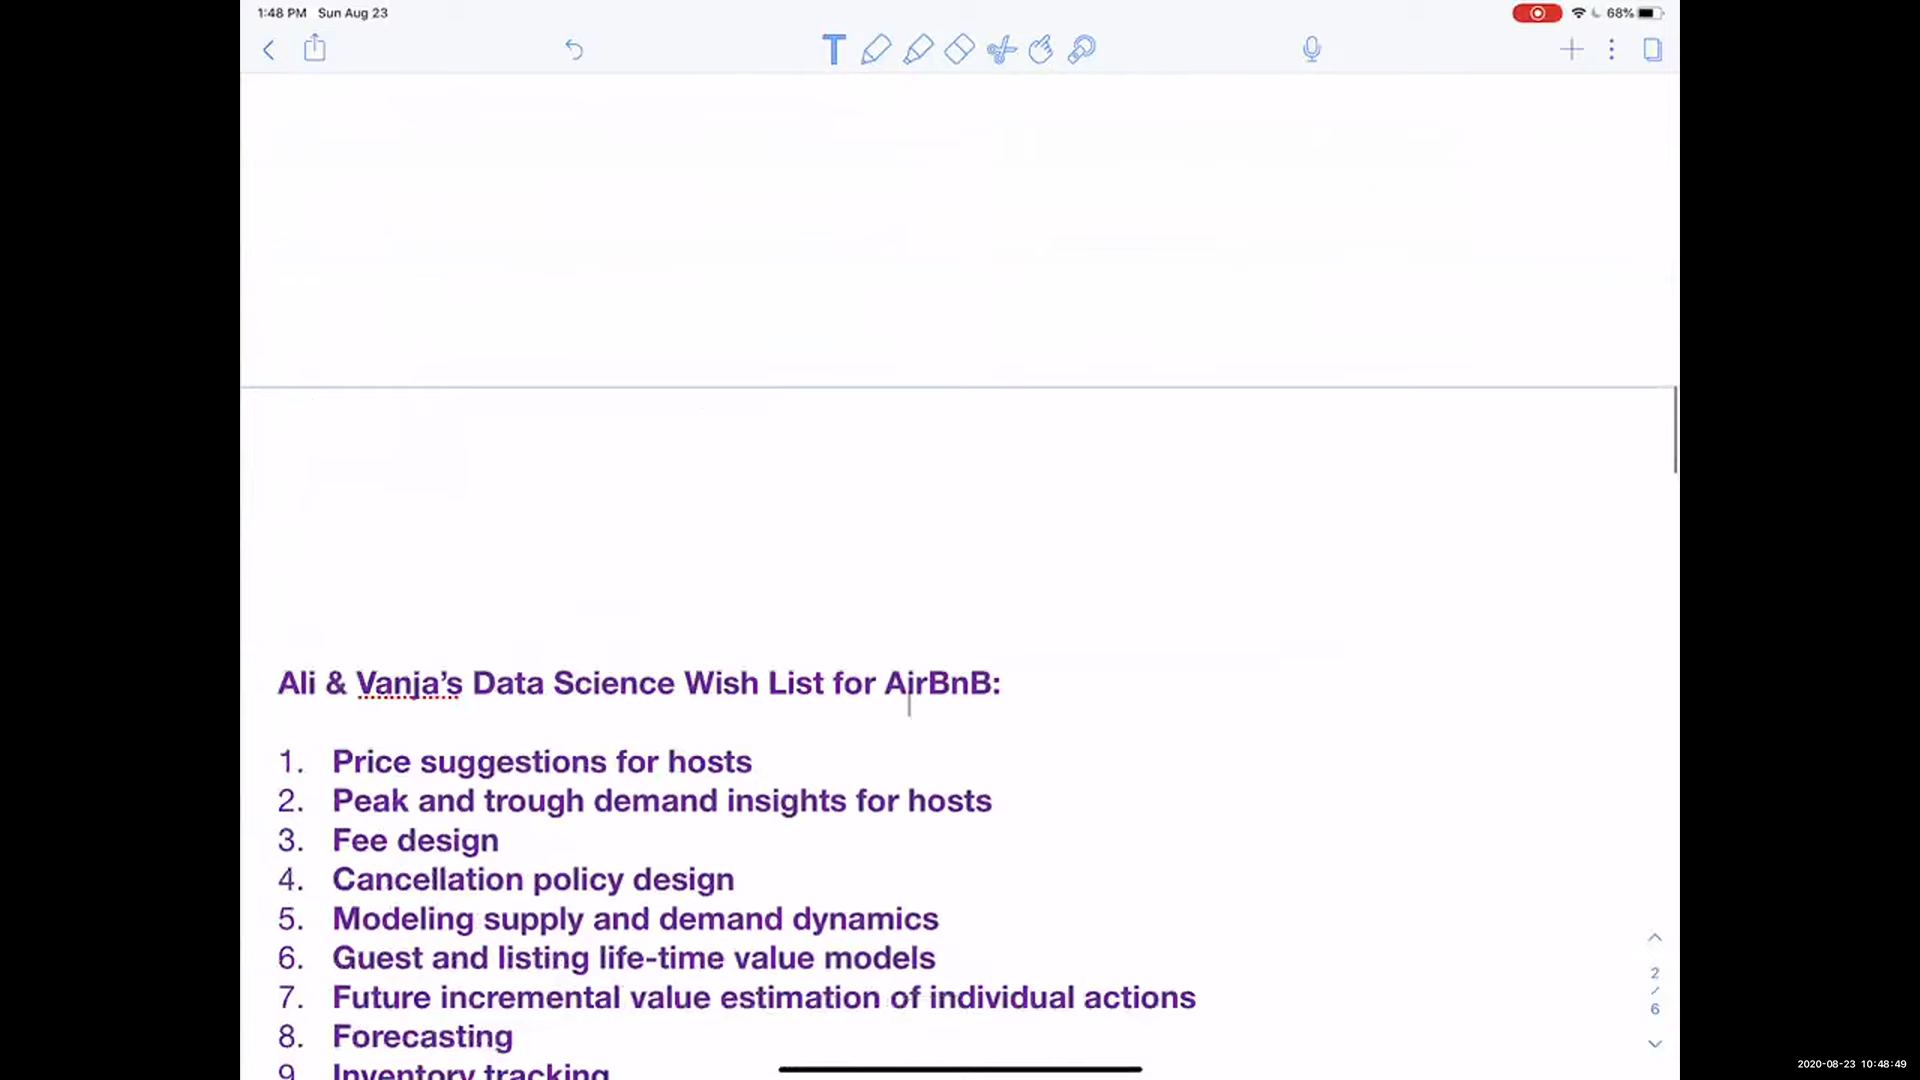 1:48 PM Sun Aug 23
68%
T
Ali & Vanja’s Data Science Wish List for AirBnB:
1. Price suggestions for hosts
2. Peak and trough demand insights for hosts
3. Fee design
4. Cancellation policy design
5. Modeling supply and demand dynamics
6. Guest and listing life-time value models
7. Future incremental value estimation of individual actions
8. Forecasting
9. Inventory tracking
2
/
6
2020-08-23 10:48:49